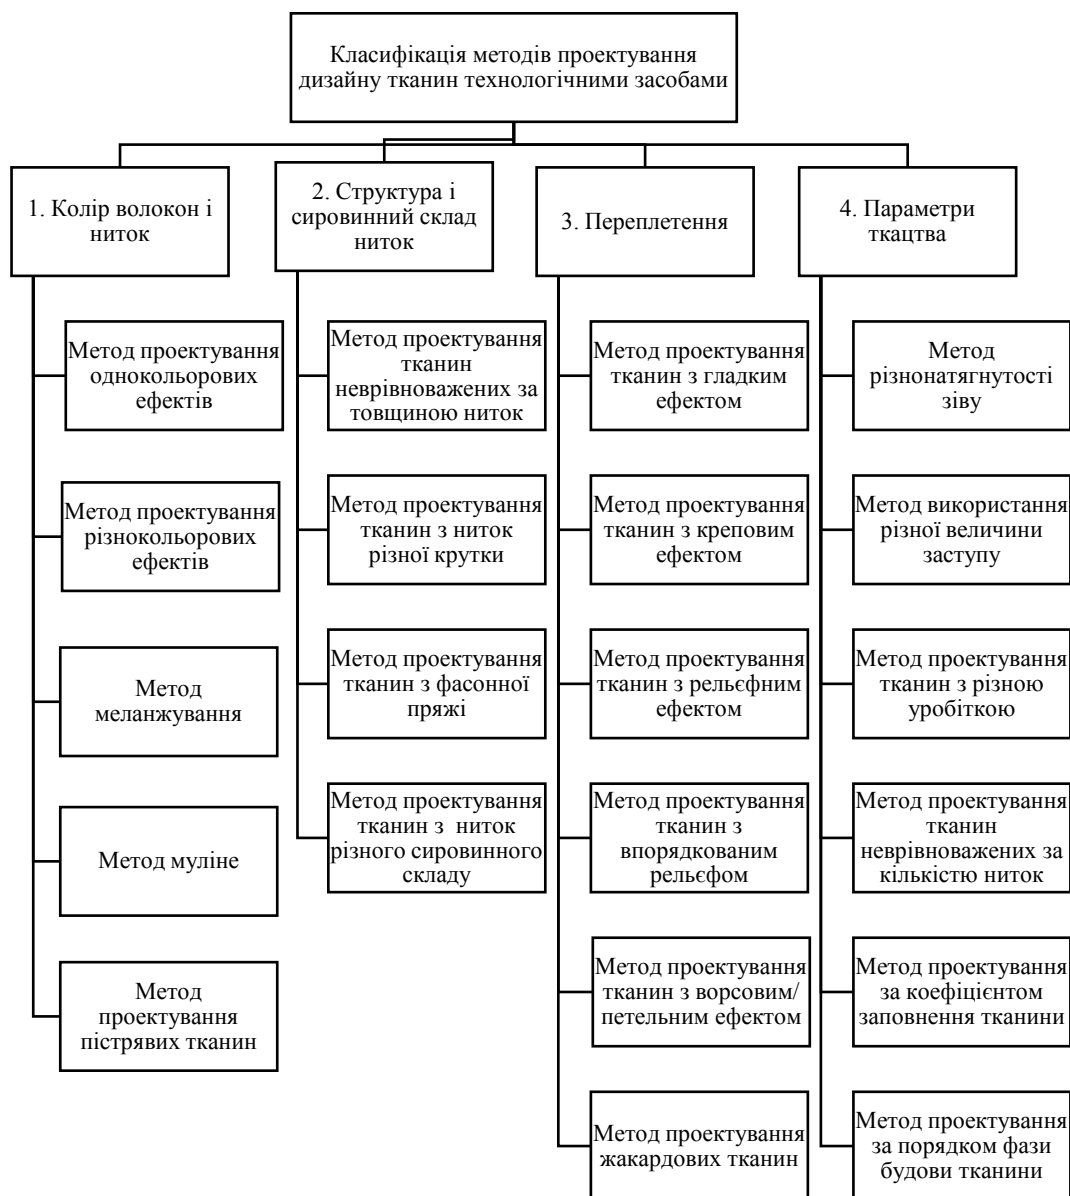 Класифікація методів проектування
дизайну тканин технологічними засобами
1. Колір волокон і
ниток
Метод проектування
однокольорових
ефектів
Метод проектування
різнокольорових
ефектів
Метод
меланжування
Метод муліне
Метод
проектування
пістрявих тканин
2. Структура і
сировинний склад
ниток
Метод проектування
тканин
неврівноважених за
товщиною ниток
Метод проектування
тканин з ниток
різної крутки
Метод проектування
тканин з фасонної
пряжі
Метод проектування
тканин з ниток
різного сировинного
складу
3. Переплетення
Метод проектування
тканин з гладким
ефектом
Метод проектування
тканин з креповим
ефектом
Метод проектування
тканин з рельєфним
ефектом
Метод проектування
тканин з
впорядкованим
рельєфом
Метод проектування
тканин з ворсовим/
петельним ефектом
Метод проектування
жакардових тканин
4. Параметри
ткацтва
Метод
різнонатягнутості
зіву
Метод використання
різної величини
заступу
Метод проектування
тканин з різною
уробіткою
Метод проектування
тканин
неврівноважених за
кількістю ниток
Метод проектування
за коефіцієнтом
заповнення тканини
Метод проектування
за порядком фази
будови тканини